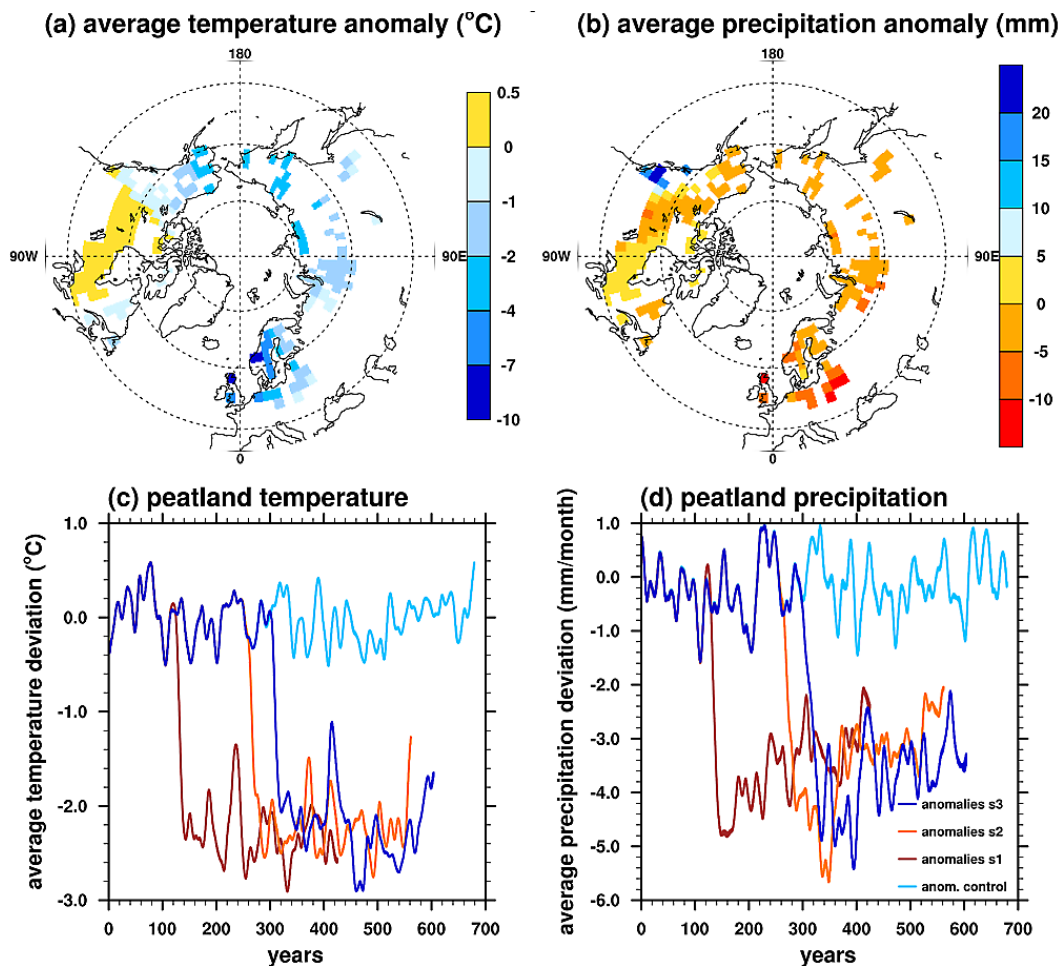 (a) average temperature anomaly (°C)
(b) average precipitation anomaly (mm)
180
90W
90E
0
0.5
0
-1
-2
-4
-7
-10
180
90W
90E
0
20
15
10
5
0
-5
-10
(c) peatland temperature
average temperature deviation (°C)
1.0
0.0
-1.0
-2.0
-3.0
0 100 200 300 400 500 600 700
years
(d) peatland precipitation
average precipitation deviation (mm/month)
1.0
0.0
-1.0
-2.0
-3.0
-4.0
-5.0
-6.0
anomalies s3
anomalies s2
anomalies s1
anom. control
0 100 200 300 400 500 600 700
years